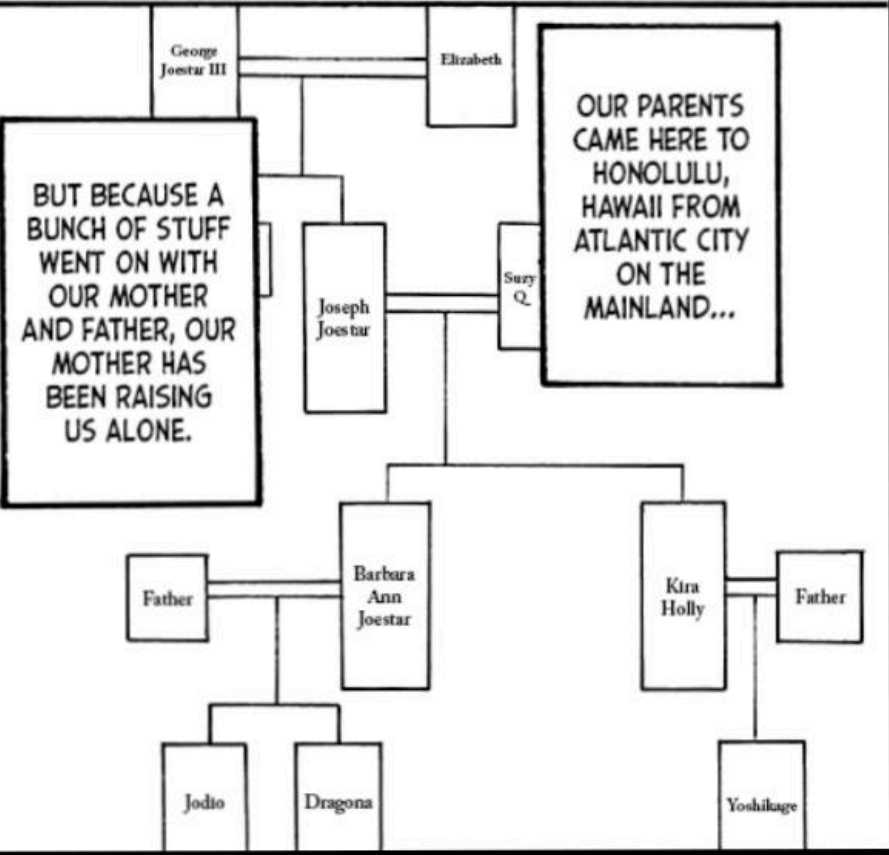 George
Joestar III
Elizabeth
OUR PARENTS
CAME HERE TO
HONOLULU,
HAWAII FROM
ATLANTIC CITY
ON THE
MAINLAND...
BUT BECAUSE A
BUNCH OF STUFF
WENT ON WITH
OUR MOTHER
AND FATHER, OUR
MOTHER HAS
BEEN RAISING
US ALONE.
Joseph
Joestar
Suzy
Q
Father
Barbara
Ann
Joestar
Kira
Holly
Father
Jodio
Dragona
Yoshikage